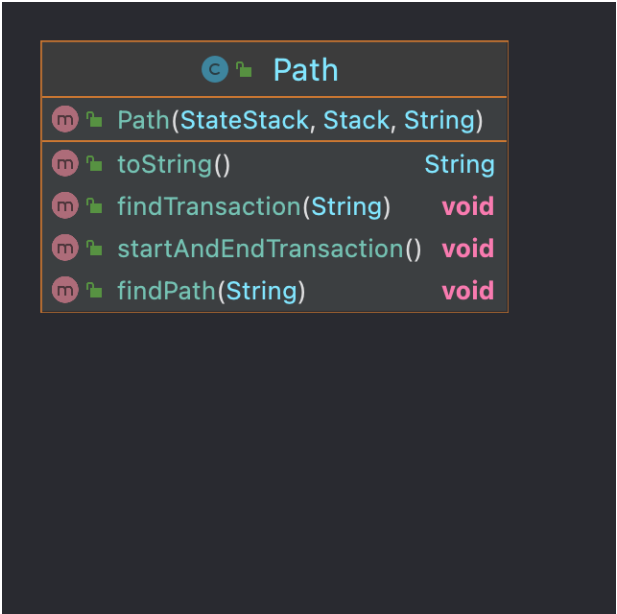 C Path
m Path(StateStack, Stack, String)
m toString() String
m findTransaction(String) void
m startAndEndTransaction() void
m findPath(String) void